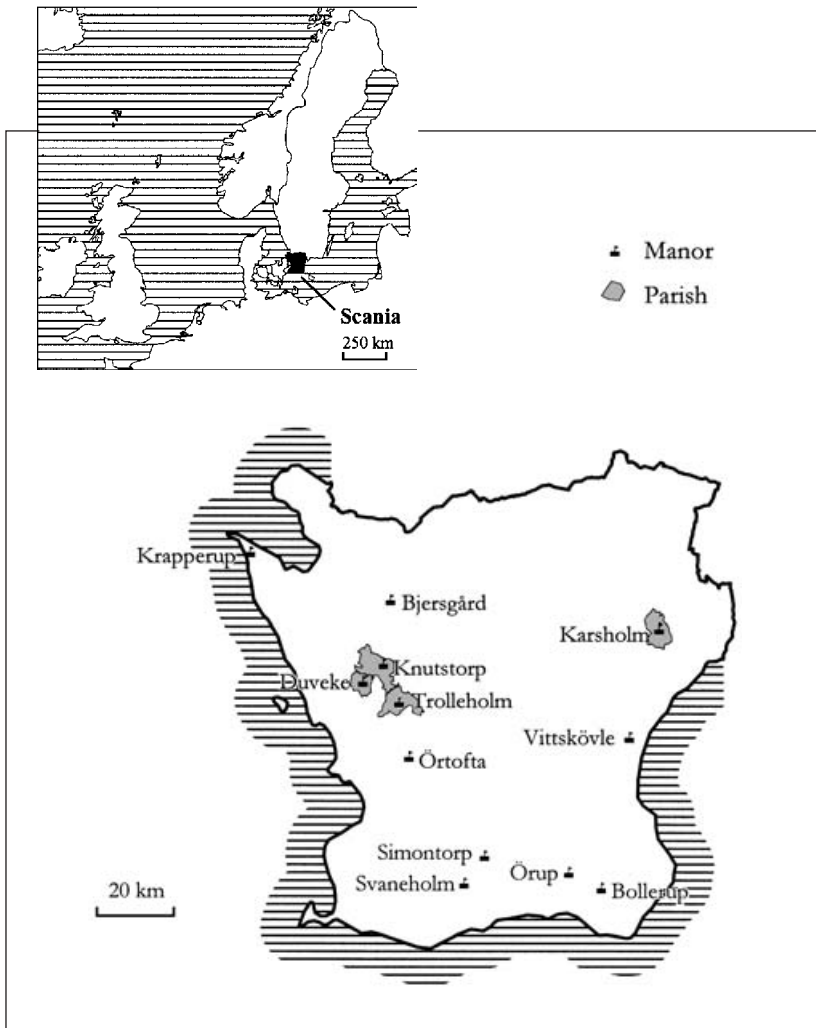 Scania
250 km
Manor
Parish
Krapperup
Bjersgård
Karsholm
Knutstorp
Duveke
Trolleholm
Vittskövle
Örtofta
Simontorp
Örup
Svaneholm
Bollerup
20 km